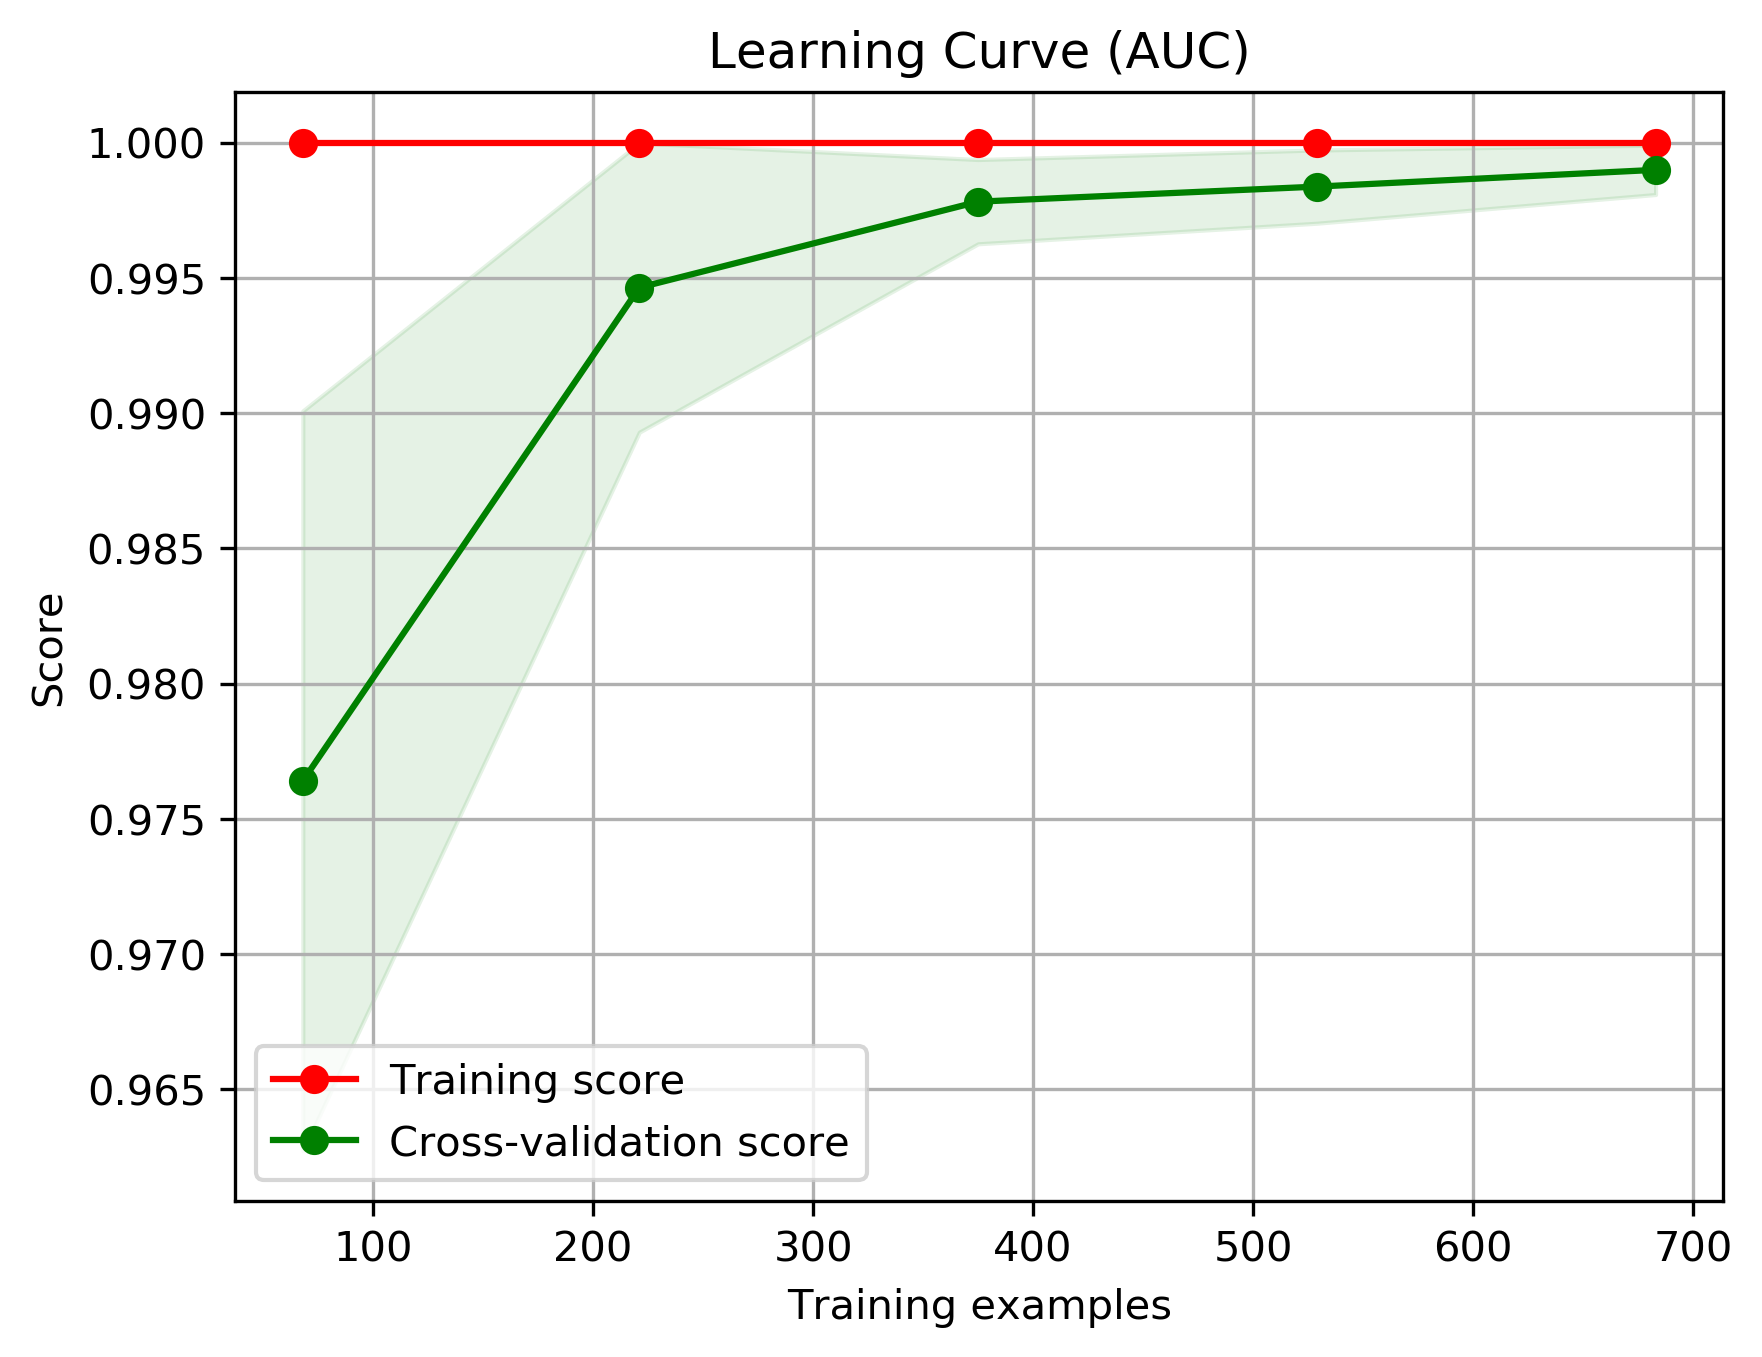 Learning Curve (AUC)
1.000
0.995
0.990
0.985
0.980
0.975
0.970
0.965
Score
Training score
Cross-validation score
100 200 300 400 500 600 700
Training examples